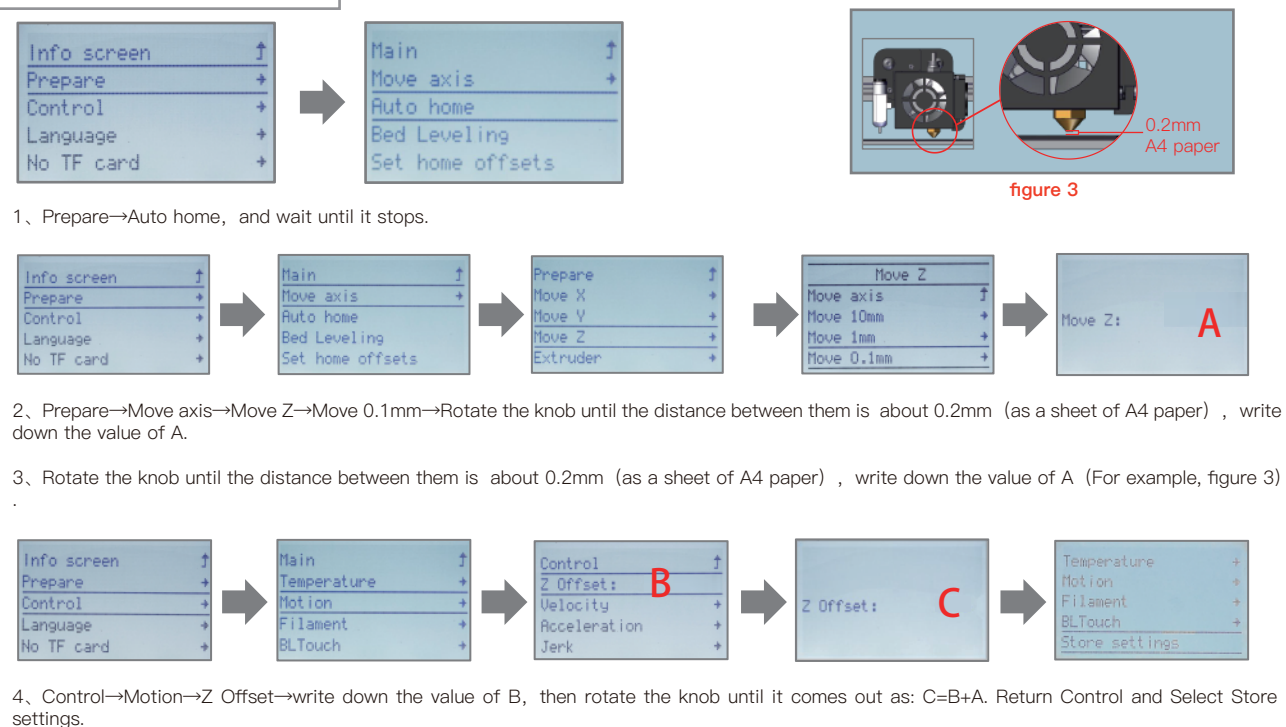 Info screen
Prepare
Control
Language
No TF card
Main
Move axis
Auto home
Bed Leveling
Set home offsets
0.2mm
A4 paper
figure 3
1、Prepare→Auto home，and wait until it stops.
Info screen
Prepare
Control
Language
No TF card
Main
Move axis
Auto home
Bed Leveling
Set home offsets
Prepare
Move X
Move Y
Move Z
Extruder
Move Z
Move axis
Move 10mm
Move 1mm
Move 0.1mm
Move Z:
A
2、Prepare→Move axis→Move Z→Move 0.1mm→Rotate the knob until the distance between them is about 0.2mm（as a sheet of A4 paper）, write
down the value of A.
3、Rotate the knob until the distance between them is about 0.2mm（as a sheet of A4 paper）, write down the value of A（For example, figure 3）
.
Info screen
Prepare
Control
Language
No TF card
Main
Temperature
Motion
Filament
BLTouch
Control
Z Offset:
B
Velocity
Acceleration
Jerk
Z Offset:
C
Temperature
Motion
Filament
BLTouch
Store settings
4、Control→Motion→Z Offset→write down the value of B，then rotate the knob until it comes out as: C=B+A. Return Control and Select Store
settings.